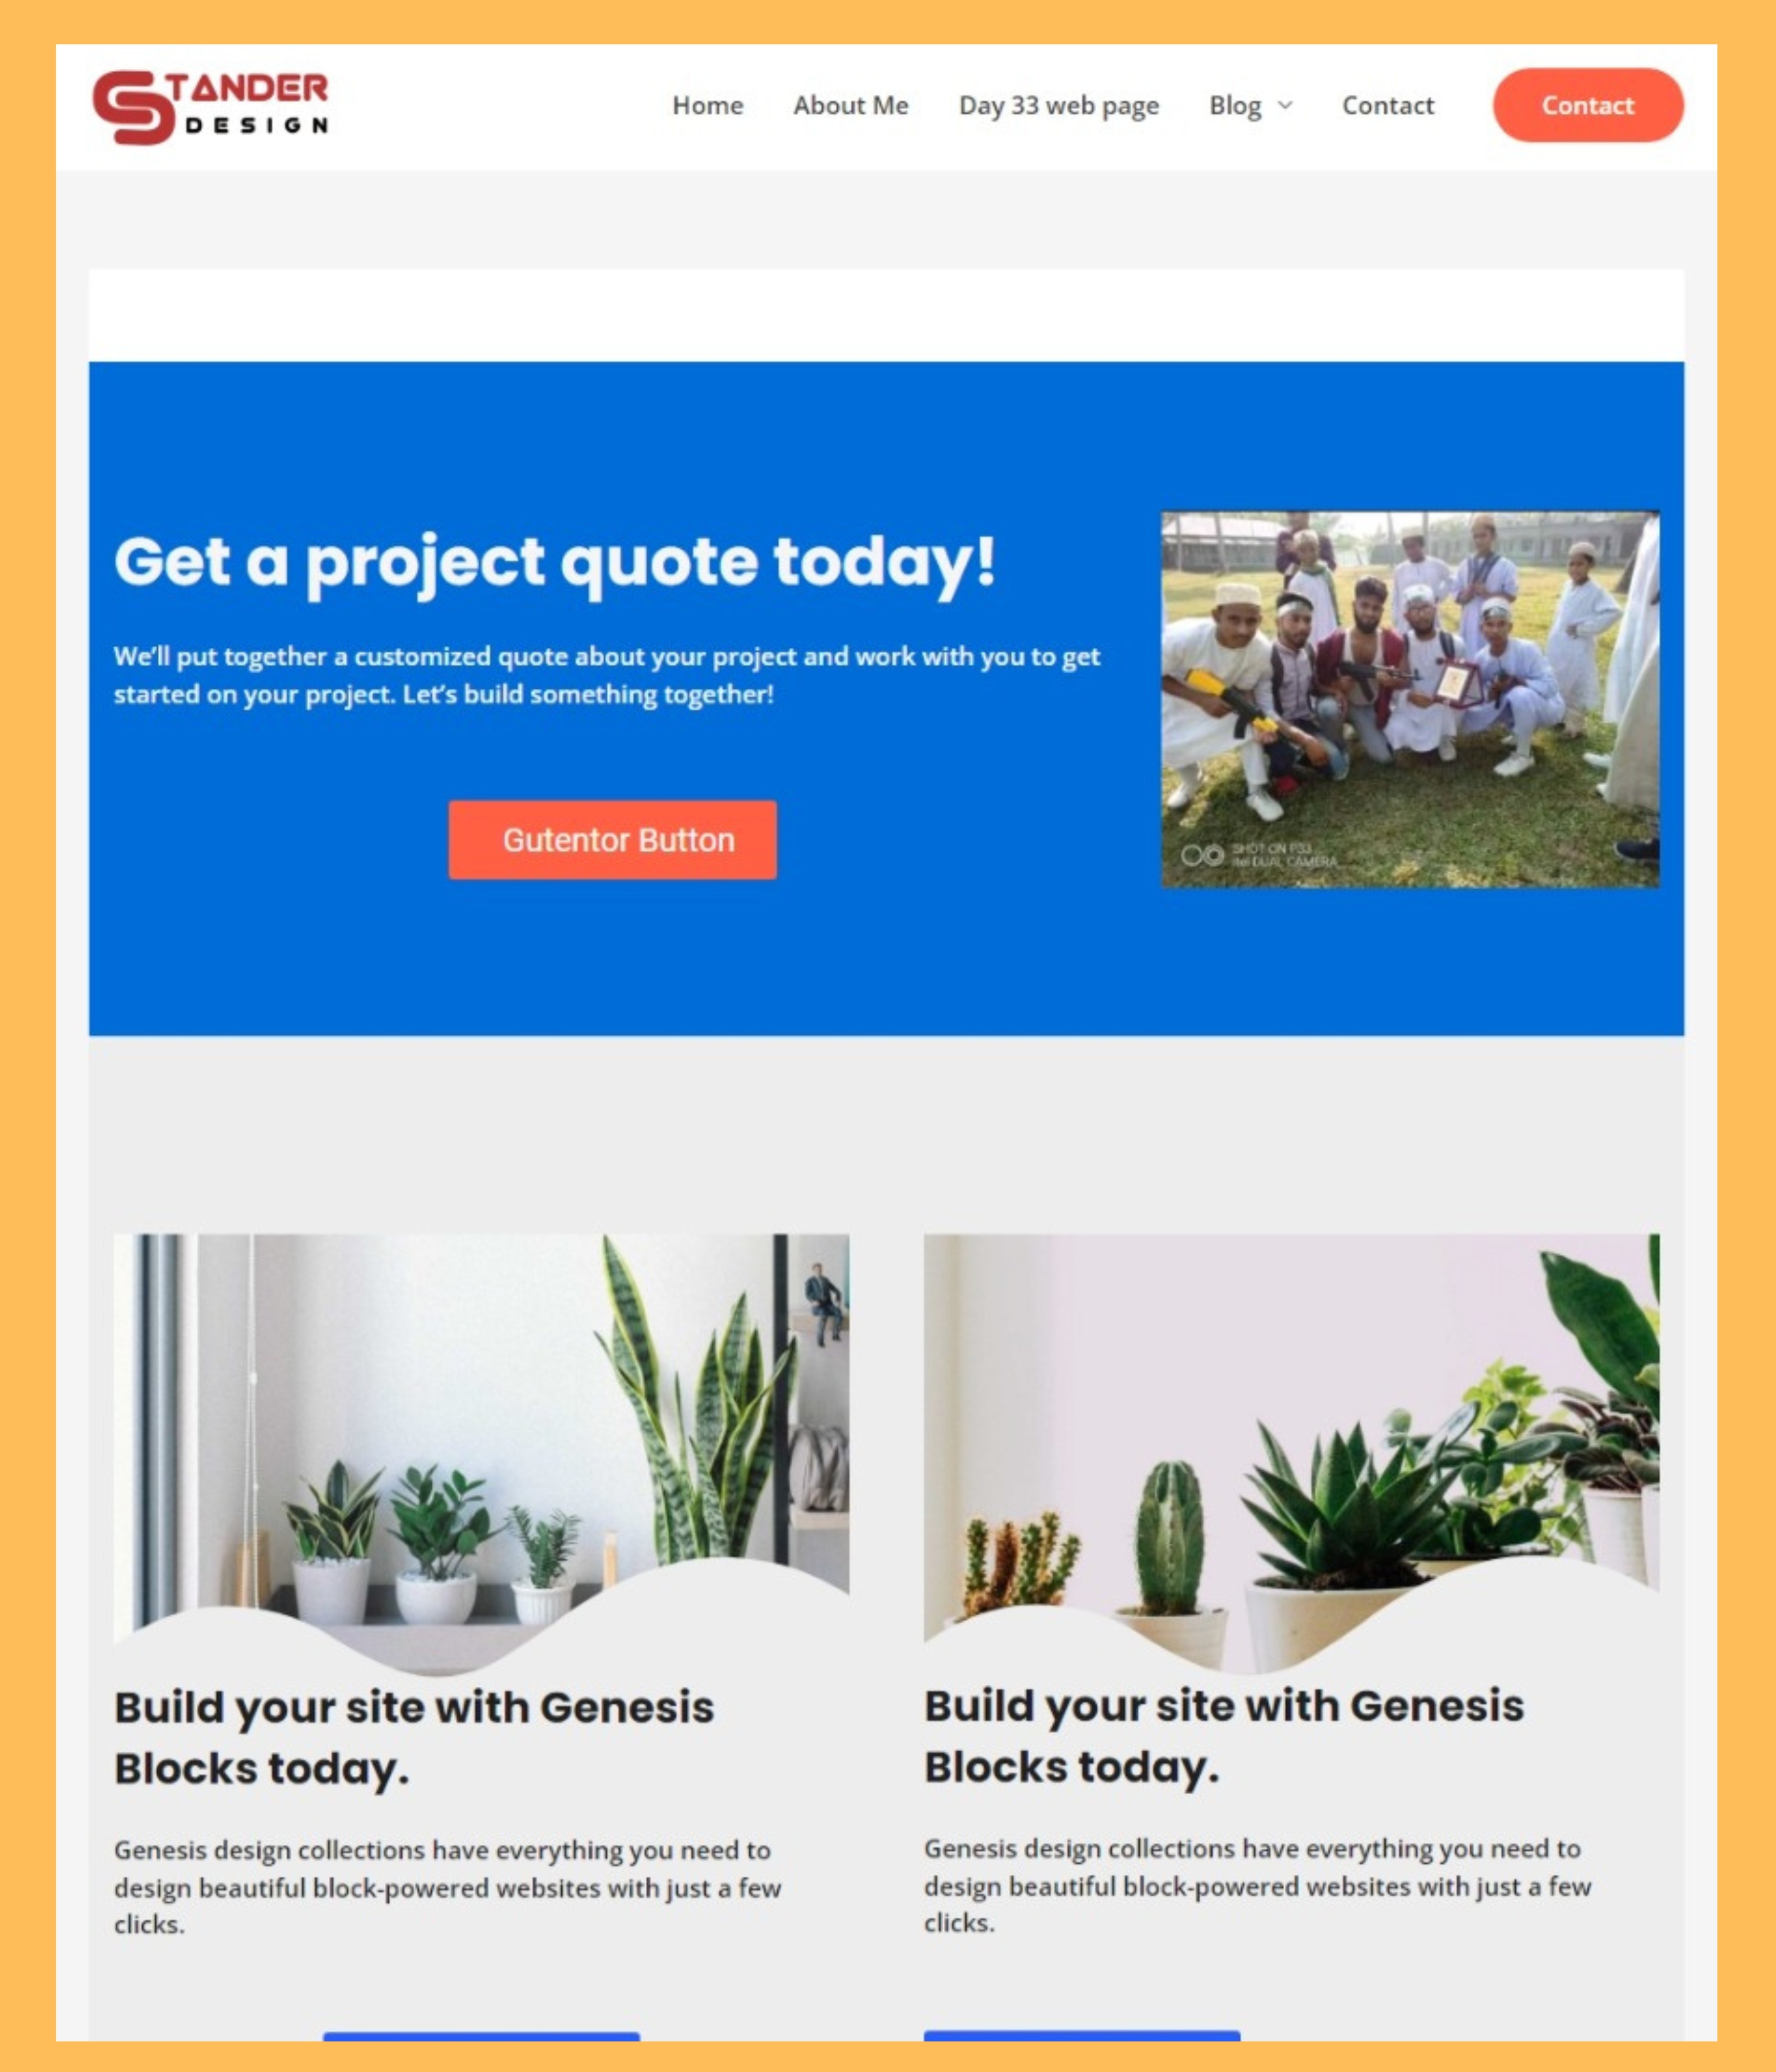 STANDER
DESIGN
Home About Me Day 33 web page Blog Contact Contact
Get a project quote today!
We’ll put together a customized quote about your project and work with you to get
started on your project. Let’s build something together!
Gutentor Button
SHOT ON P33
itel DUAL CAMERA
Build your site with Genesis
Blocks today.
Genesis design collections have everything you need to
design beautiful block-powered websites with just a few
clicks.
Build your site with Genesis
Blocks today.
Genesis design collections have everything you need to
design beautiful block-powered websites with just a few
clicks.